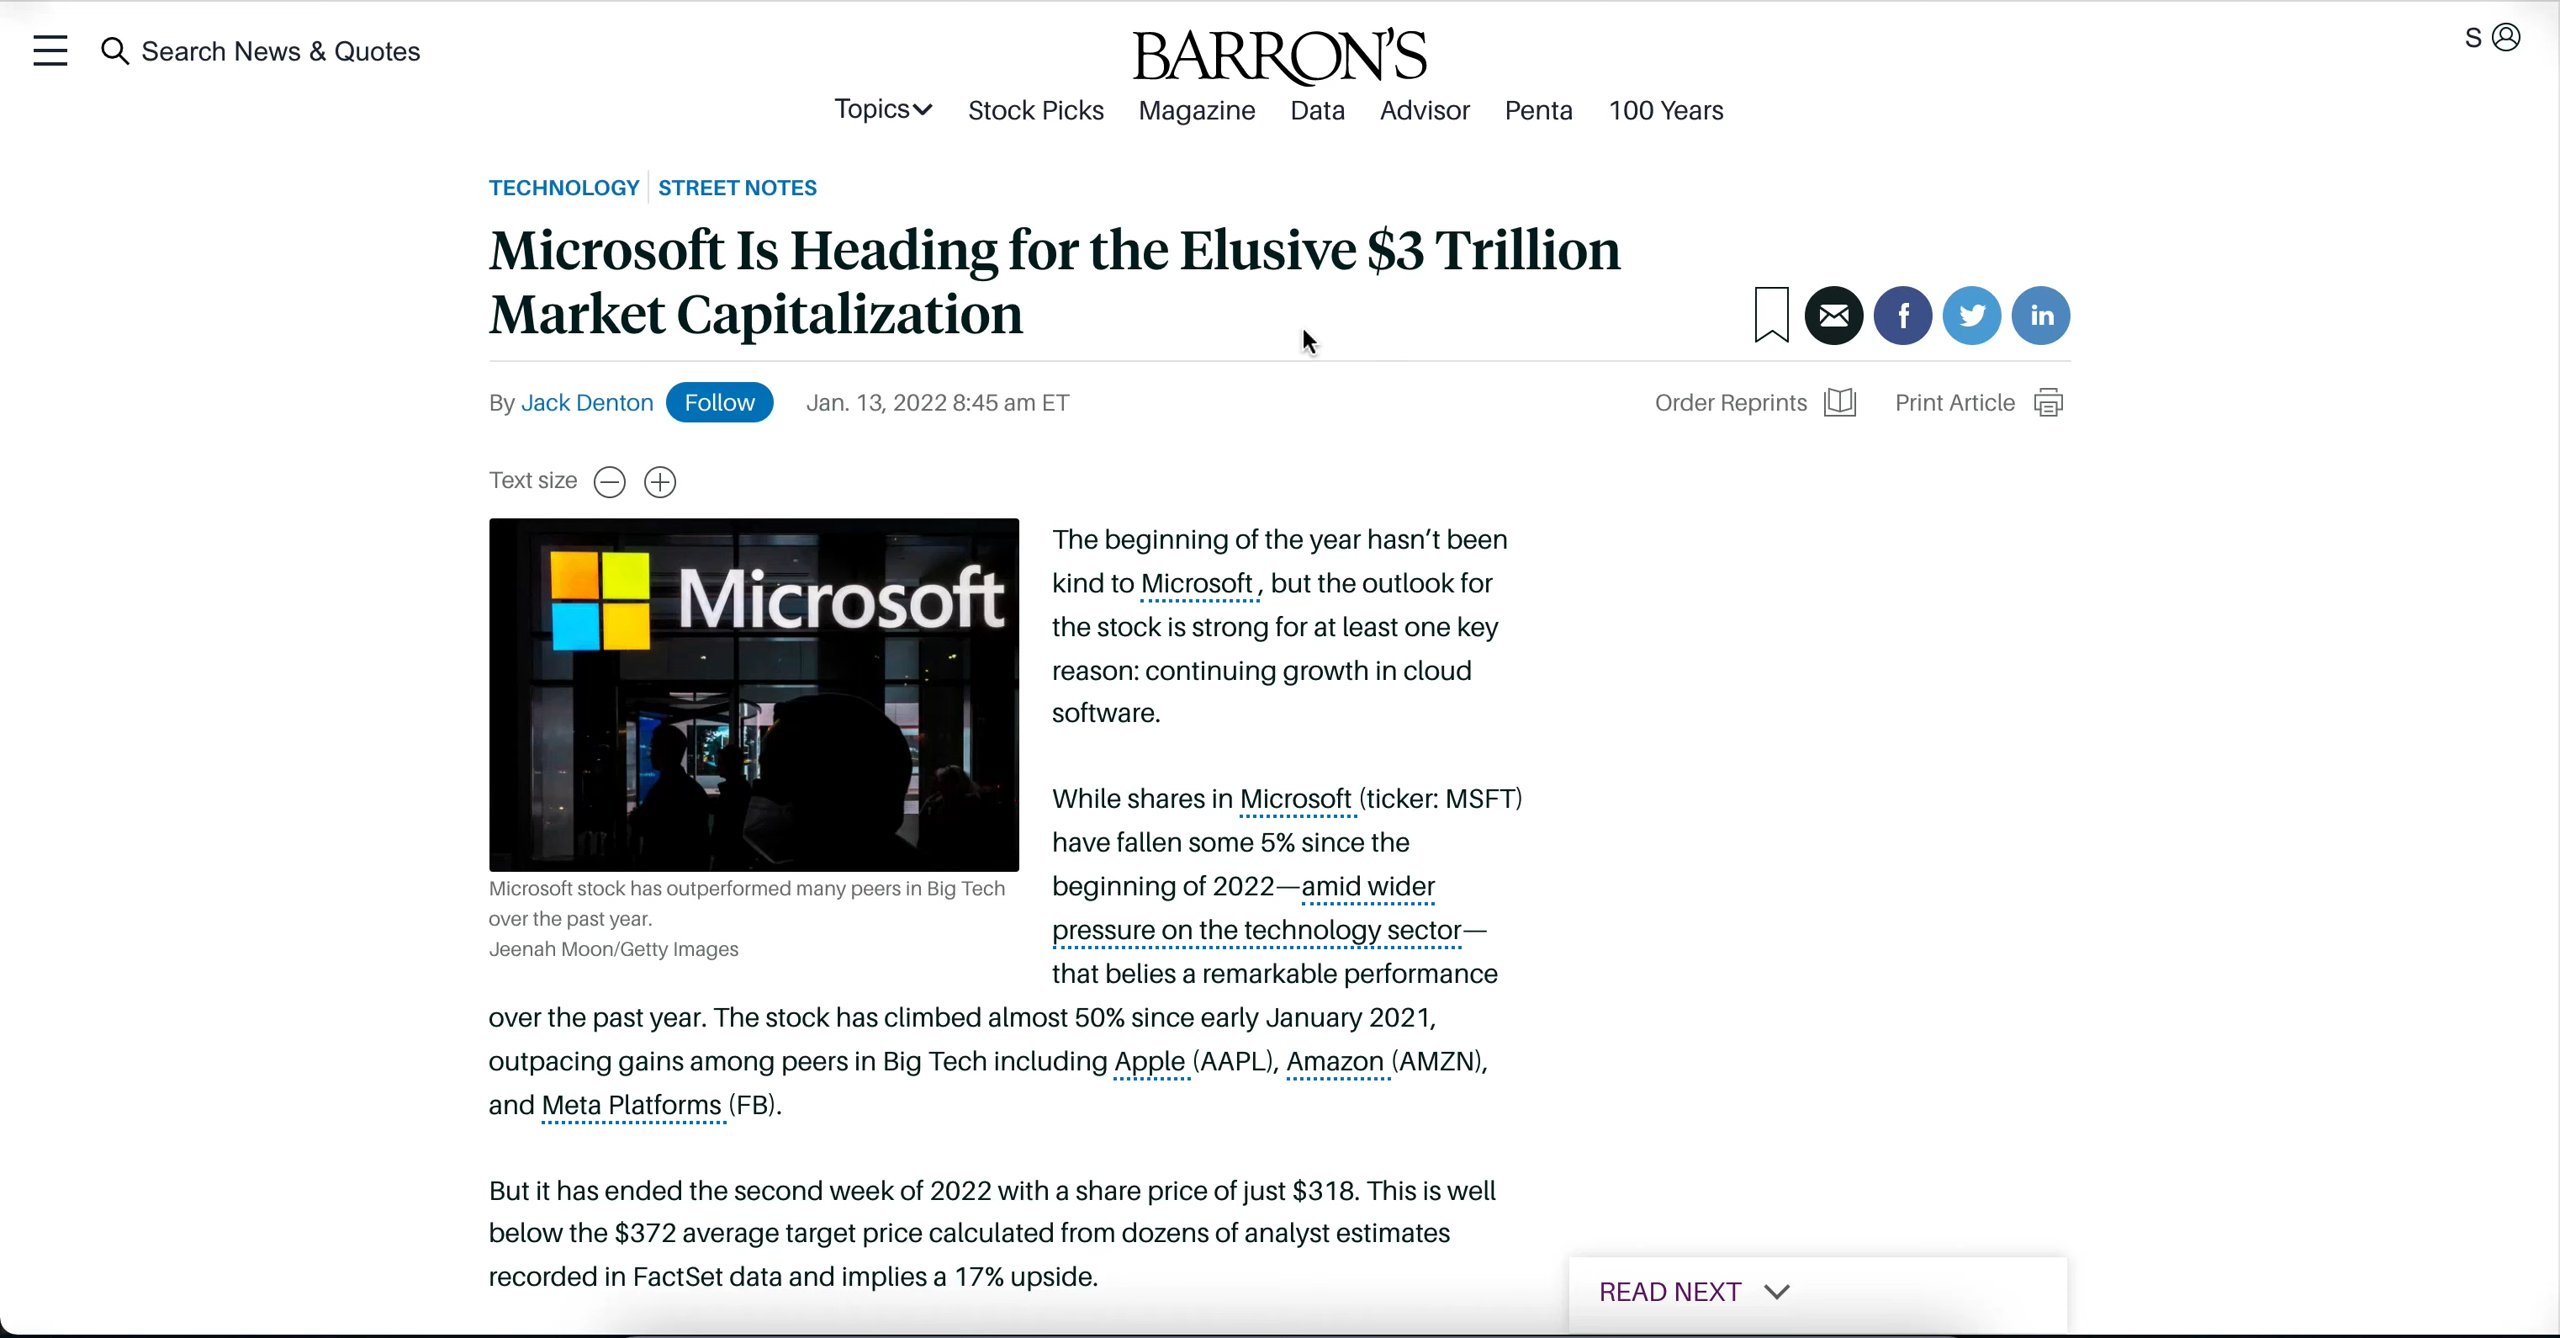 Search News & Quotes
BARRON'S
S
Topics Stock Picks Magazine Data Advisor Penta 100 Years
TECHNOLOGY STREET NOTES
Microsoft Is Heading for the Elusive $3 Trillion
Market Capitalization
f in
By Jack Denton Follow Jan. 13, 2022 8:45 am ET
Order Reprints Print Article
Text size
Microsoft
Microsoft stock has outperformed many peers in Big Tech
over the past year.
Jeenah Moon/Getty Images
The beginning of the year hasn’t been
kind to Microsoft , but the outlook for
the stock is strong for at least one key
reason: continuing growth in cloud
software.
While shares in Microsoft (ticker: MSFT)
have fallen some 5% since the
beginning of 2022—amid wider
pressure on the technology sector—
that belies a remarkable performance
over the past year. The stock has climbed almost 50% since early January 2021,
outpacing gains among peers in Big Tech including Apple (AAPL), Amazon (AMZN),
and Meta Platforms (FB).
But it has ended the second week of 2022 with a share price of just $318. This is well
below the $372 average target price calculated from dozens of analyst estimates
recorded in FactSet data and implies a 17% upside.
READ NEXT